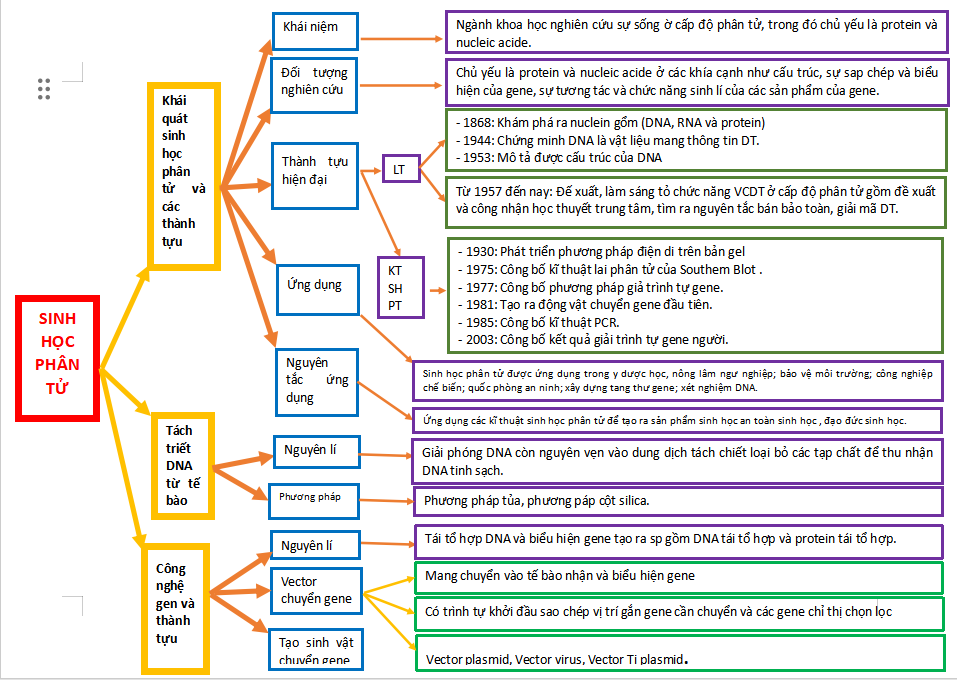 SINH
HỌC
PHÂN
TỬ
Khái
quát
sinh
học
phân
tử và
các
thành
tựu
Khái niệm
Ngành khoa học nghiên cứu sự sống ờ cấp độ phân tử, trong đó chủ yếu là protein và
nucleic acide.
Đối tượng
nghiên cứu
Chủ yếu là protein và nucleic acide ở các khía cạnh như cấu trúc, sự sap chép và biểu
hiện của gene, sự tương tác và chức năng sinh lí của các sản phẩm của gene.
Thành tựu
hiện đại
LT
- 1868: Khám phá ra nuclein gồm (DNA, RNA và protein)
- 1944: Chứng minh DNA là vật liệu mang thông tin DT.
- 1953: Mô tả được cấu trúc của DNA
Từ 1957 đến nay: Đế xuất, làm sáng tỏ chức năng VCDT ở cấp độ phân tử gồm đề xuất
và công nhận học thuyết trung tâm, tìm ra nguyên tắc bán bảo toàn, giải mã DT.
KT
SH
PT
- 1930: Phát triển phương pháp điện di trên bản gel
- 1975: Công bố kĩ thuật lai phân tử của Southem Blot .
- 1977: Công bố phương pháp giả trình tự gene.
- 1981: Tạo ra động vật chuyển gene đầu tiên.
- 1985: Công bố kĩ thuật PCR.
- 2003: Công bố kết quả giải trình tự gene người.
Ứng dụng
Sinh học phân tử được ứng dụng trong y dược học, nông lâm ngư nghiệp; bảo vệ môi trường; công nghiệp
chế biến; quốc phòng an ninh; xây dựng tang thư gene; xét nghiệm DNA.
Nguyên
tắc ứng
dụng
Ứng dụng các kĩ thuật sinh học phân tử để tạo ra sản phẩm sinh học an toàn sinh học , đạo đức sinh học.
Tách
triết
DNA
từ tế
bào
Nguyên lí
Giải phóng DNA còn nguyên vẹn vào dung dịch tách chiết loại bỏ các tạp chất để thu nhận
DNA tinh sạch.
Phương pháp
Phương pháp tủa, phương páp cột silica.
Công
nghệ
gen và
thành
tựu
Nguyên lí
Tái tổ hợp DNA và biểu hiện gene tạo ra sp gồm DNA tái tổ hợp và protein tái tổ hợp.
Vector
chuyển gene
Mang chuyển vào tế bào nhận và biểu hiện gene
Có trình tự khởi đầu sao chép vị trí gắn gene cần chuyển và các gene chỉ thị chọn lọc
Vector plasmid, Vector virus, Vector Ti plasmid.
Tạo sinh vật
chuyển gene